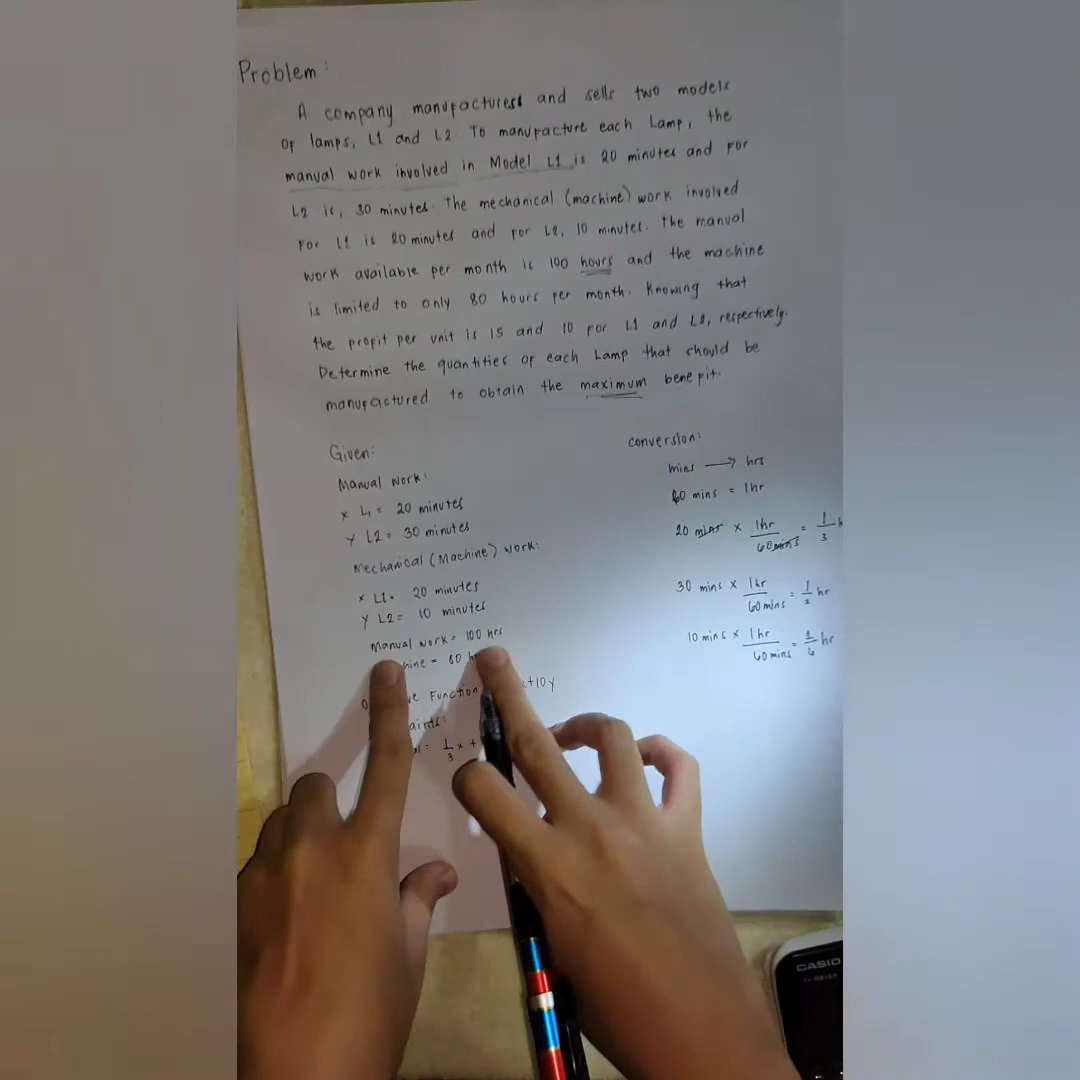 Problem:
A company manufactures and sells two models
of lamps, L1 and L2. To manufacture each Lamp, the
manual work involved in Model L1 is 20 minutes and for
L2 is, 30 minutes. The mechanical (machine) work involved
for L1 is 20 minutes and for L2, 10 minutes. The manual
work available per month is 100 hours and the machine
is limited to only 80 hours per month. Knowing that
the profit per unit is 15 and 10 for L1 and L2, respectively.
Determine the quantities of each Lamp that should be
manufactured to obtain the maximum benefit.
Given:
Manual work:
x L1 = 20 minutes
y L2 = 30 minutes
Mechanical (Machine) work:
x L1 = 20 minutes
y L2 = 10 minutes
Manual work = 100 hrs
= 80
Function
+10y
1/3 x +
Conversion:
mins → hrs
60 mins = 1hr
20 mins x 1hr/60mins = 1/3 h
30 mins x 1hr/60mins = 1/2 hr
10 mins x 1hr/60mins = 1/6 hr
CASIO